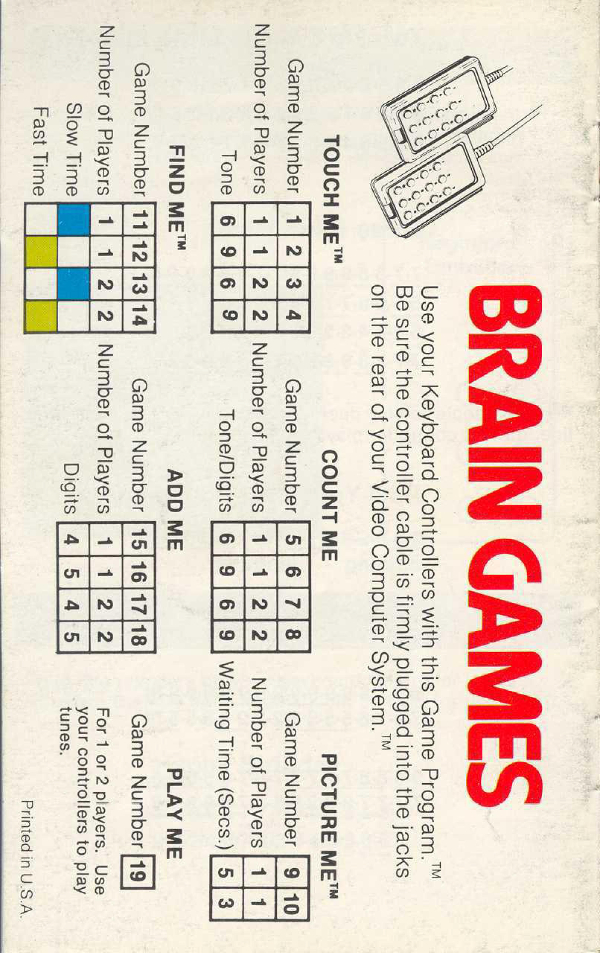 BRAIN GAMES
Use your Keyboard Controllers with this Game Program.™
Be sure the controller cable is firmly plugged into the jacks
on the rear of your Video Computer System.™
TOUCH ME™
Game Number 1 2 3 4
Number of Players 1 1 2 2
Tone 6 9 6 9
COUNT ME
Game Number 5 6 7 8
Number of Players 1 1 2 2
Tone/Digits 6 9 6 9
PICTURE ME™
Game Number 9 10
Number of Players 1 1
Waiting Time (Secs.) 5 3
FIND ME™
Game Number 11 12 13 14
Number of Players 1 1 2 2
Slow Time
Fast Time
ADD ME
Game Number 15 16 17 18
Number of Players 1 1 2 2
Digits 4 5 4 5
PLAY ME
Game Number 19
For 1 or 2 players. Use
your controllers to play
tunes.
Printed in U.S.A.